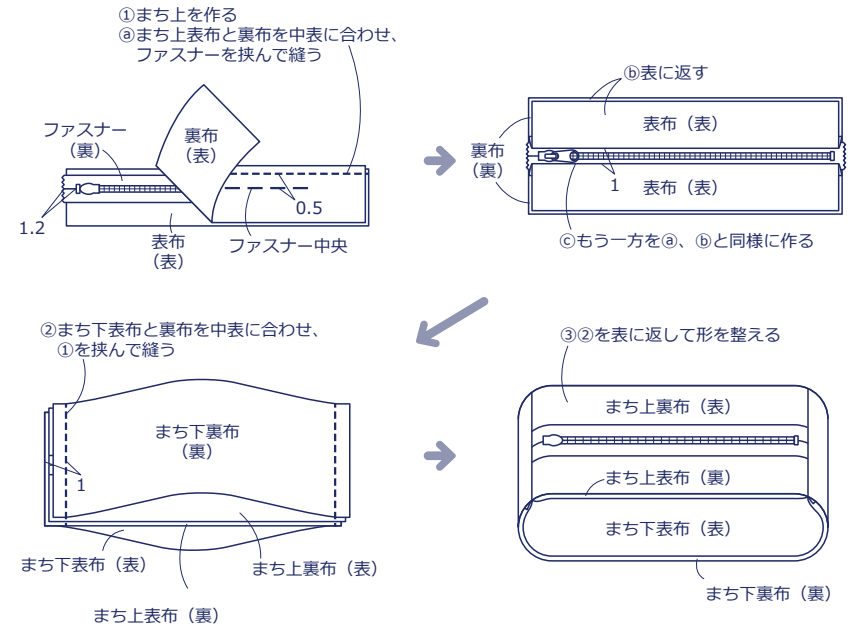 ①まち上を作る
ⓐまち上表布と裏布を中表に合わせ、
ファスナーを挟んで縫う
ファスナー
（裏）
裏布
（表）
0.5
1.2
表布
（表）
ファスナー中央
ⓑ表に返す
表布（表）
裏布
（裏）
1
表布（表）
ⓒもう一方をⓐ、ⓑと同様に作る
②まち下表布と裏布を中表に合わせ、
①を挟んで縫う
まち下裏布
（裏）
1
まち下表布（表）
まち上裏布（表）
まち上表布（裏）
③②を表に返して形を整える
まち上裏布（表）
まち上表布（裏）
まち下表布（表）
まち下裏布（裏）